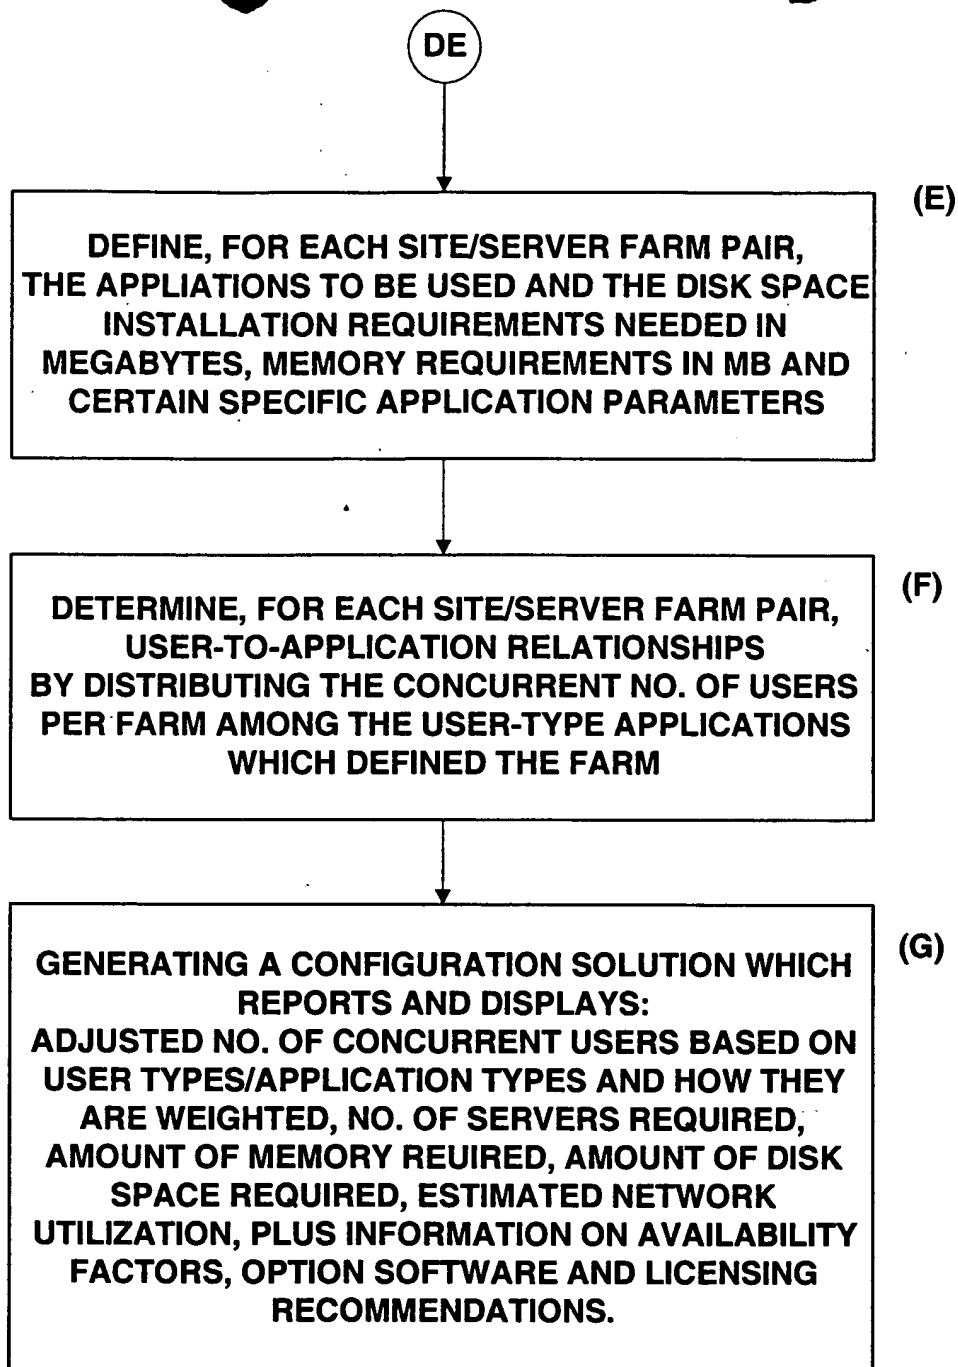 DE
(E)
DEFINE, FOR EACH SITE/SERVER FARM PAIR,
THE APPLIATIONS TO BE USED AND THE DISK SPACE
INSTALLATION REQUIREMENTS NEEDED IN
MEGABYTES, MEMORY REQUIREMENTS IN MB AND
CERTAIN SPECIFIC APPLICATION PARAMETERS
(F)
DETERMINE, FOR EACH SITE/SERVER FARM PAIR,
USER-TO-APPLICATION RELATIONSHIPS
BY DISTRIBUTING THE CONCURRENT NO. OF USERS
PER FARM AMONG THE USER-TYPE APPLICATIONS
WHICH DEFINED THE FARM
(G)
GENERATING A CONFIGURATION SOLUTION WHICH
REPORTS AND DISPLAYS:
ADJUSTED NO. OF CONCURRENT USERS BASED ON
USER TYPES/APPLICATION TYPES AND HOW THEY
ARE WEIGHTED, NO. OF SERVERS REQUIRED,
AMOUNT OF MEMORY REUIRED, AMOUNT OF DISK
SPACE REQUIRED, ESTIMATED NETWORK
UTILIZATION, PLUS INFORMATION ON AVAILABILITY
FACTORS, OPTION SOFTWARE AND LICENSING
RECOMMENDATIONS.